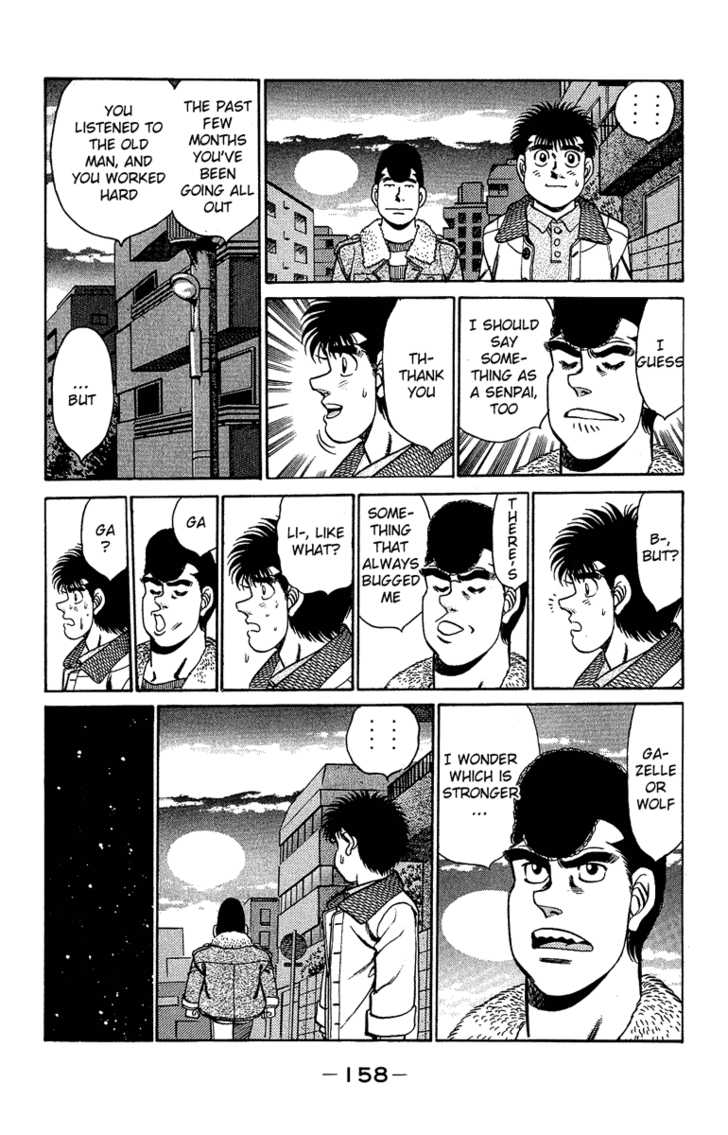 ......
I
GUESS
I SHOULD
SAY
SOME-
THING AS
A SENPAI,
TOO
TH-
THANK
YOU
THE PAST
FEW
MONTHS
YOU'VE
BEEN
GOING ALL
OUT
YOU
LISTENED TO
THE OLD
MAN, AND
YOU WORKED
HARD
...
BUT
B-,
BUT?
THERE'S
SOME-
THING
THAT
ALWAYS
BUGGED
ME
LI-, LIKE
WHAT?
GA
GA
?
GA-
ZELLE
OR
WOLF
I WONDER
WHICH IS
STRONGER
...
......
-158-